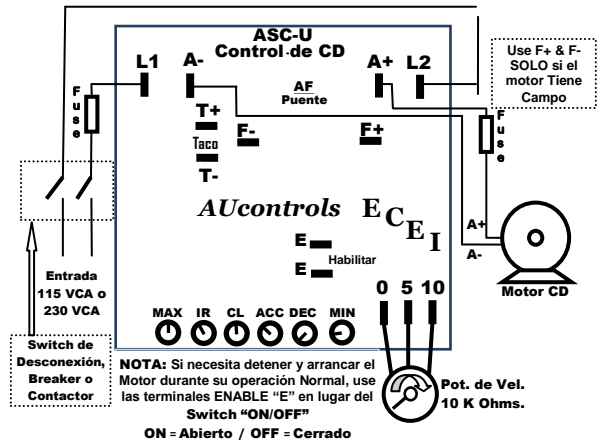 ASC-U
Control de CD
L1
A-
A+
L2
Use F+ & F-
SOLO si el
motor Tiene
Campo
Fuse
T+
Taco
T-
F-
AF
Puente
F+
Fuse
AUcontrols
ECEI
E
E
Habilitar
A+
A-
Motor CD
Entrada
115 VCA o
230 VCA
0 5 10
MAX IR CL ACC DEC MIN
Switch de
Desconexión,
Breaker o
Contactor
NOTA: Si necesita detener y arrancar el
Motor durante su operación Normal, use
las terminales ENABLE “E” en lugar del
Switch “ON/OFF”
ON = Abierto / OFF = Cerrado
Pot. de Vel.
10 K Ohms.